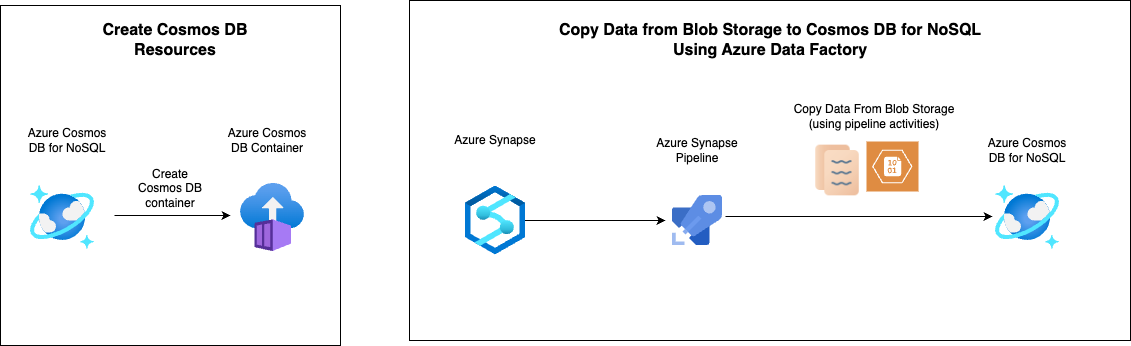 Create Cosmos DB
Resources
Azure Cosmos
DB for NoSQL
Create
Cosmos DB
container
Azure Cosmos
DB Container
Copy Data from Blob Storage to Cosmos DB for NoSQL
Using Azure Data Factory
Azure Synapse
Azure Synapse
Pipeline
Copy Data From Blob Storage
(using pipeline activities)
10
01
Azure Cosmos
DB for NoSQL